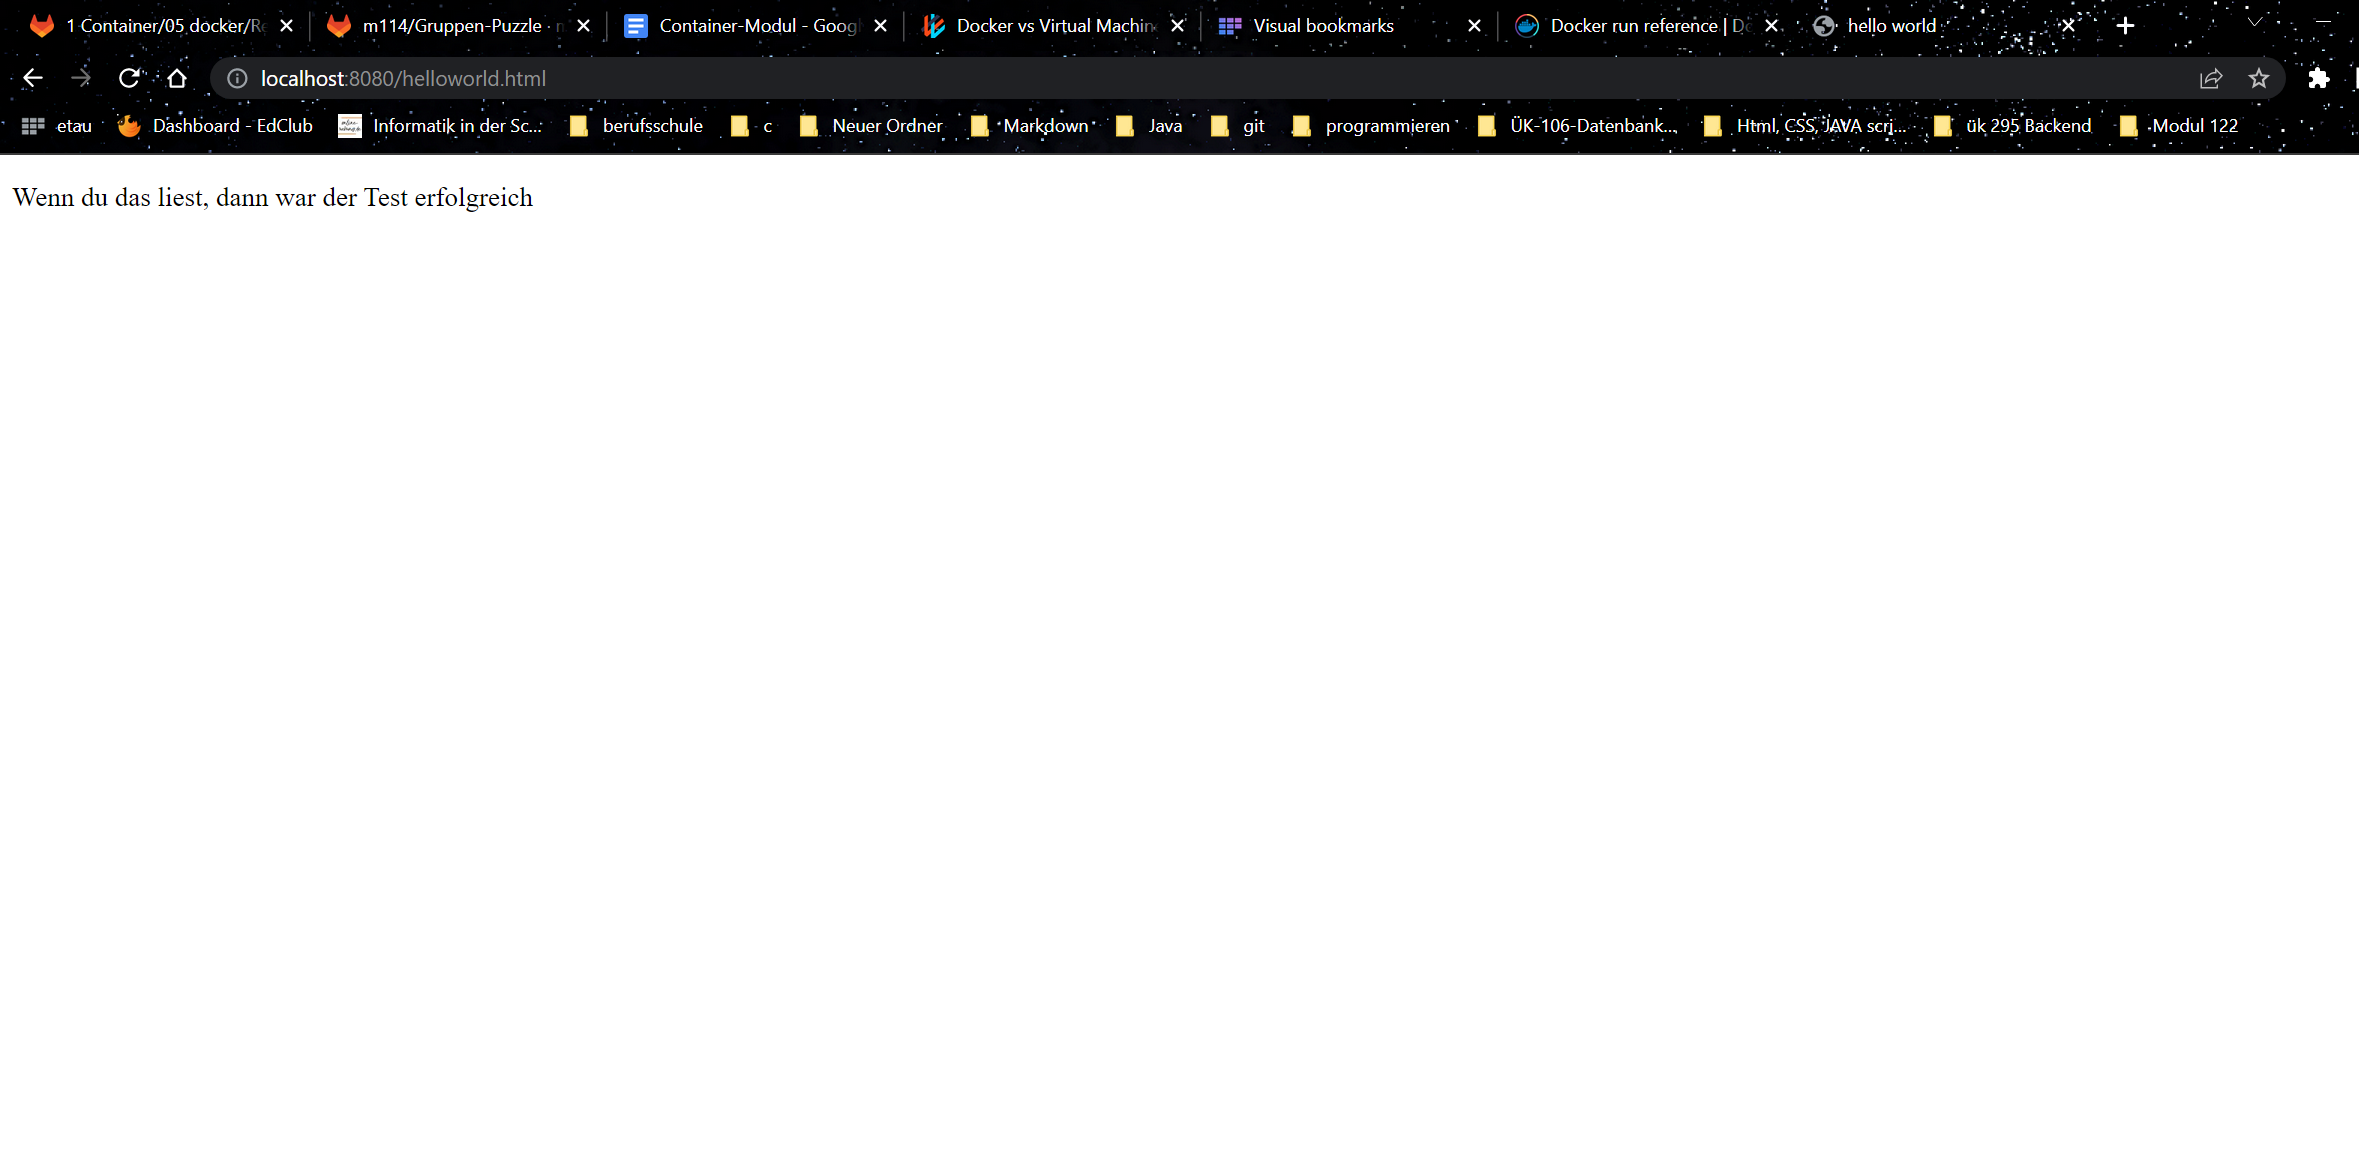 1 Container/05 docker/Re
m114/Gruppen-Puzzle · m
Container-Modul - Goog
Docker vs Virtual Machin
Visual bookmarks
Docker run reference | Do
hello world
localhost:8080/helloworld.html
etau
Dashboard - EdClub
Informatik in der Sc...
berufsschule
c
Neuer Ordner
Markdown
Java
git
programmieren
ÜK-106-Datenbank...
Html, CSS, JAVA scri...
ük 295 Backend
Modul 122
Wenn du das liest, dann war der Test erfolgreich